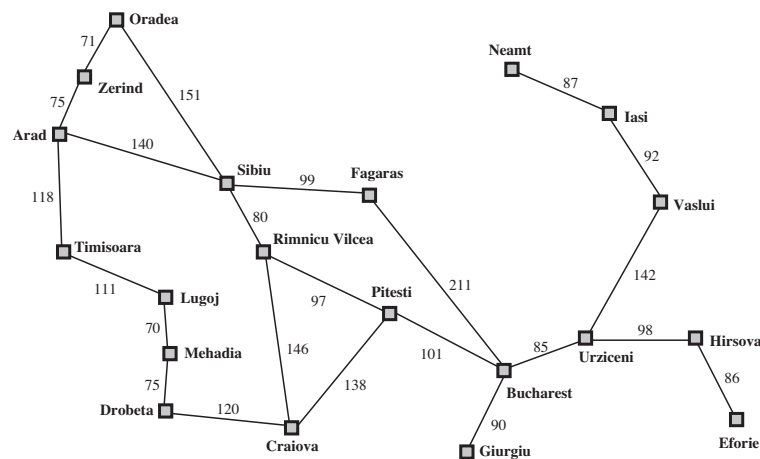 Oradea
71
Neamt
Zerind
87
75
151
Iasi
Arad
140
92
Sibiu
Fagaras
99
118
Vaslui
80
Timisoara
Rimnicu Vilcea
142
111
211
Lugoj
97
Pitesti
70
98
Hirsova
85
Mehadia
146
101
Urziceni
138
86
75
Bucharest
120
Drobeta
90
Craiova
Eforie
Giurgiu